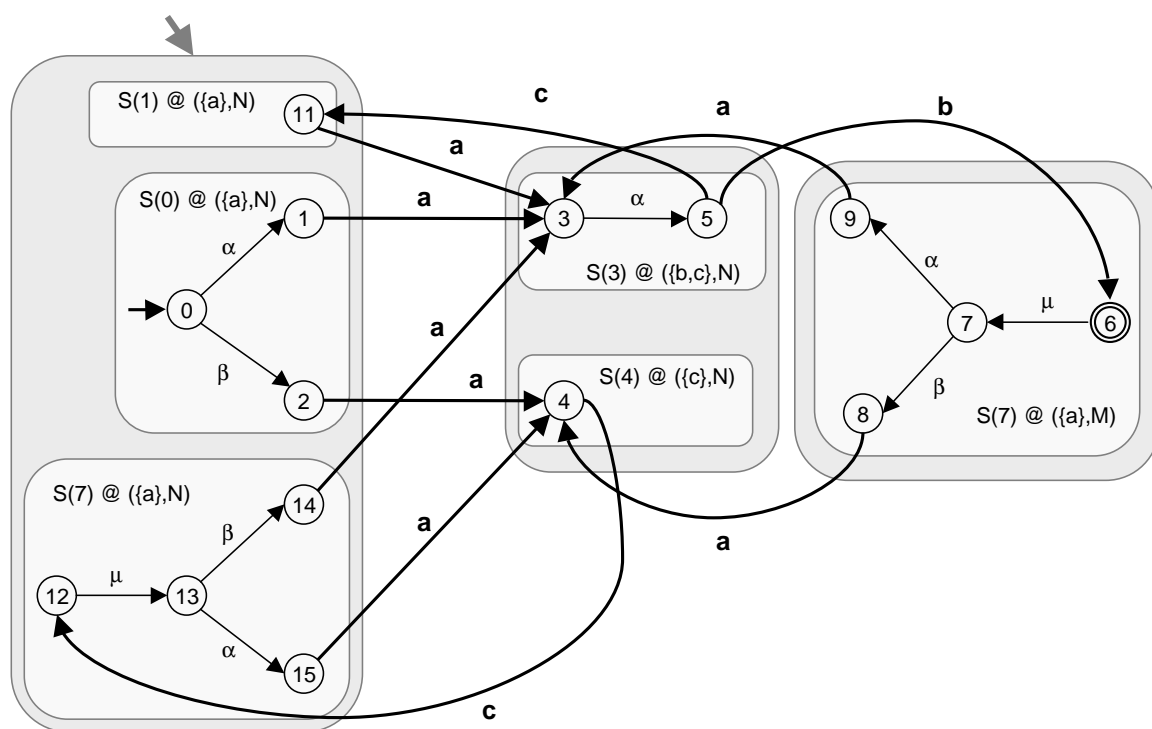 S(1) @ ({a},N)
11
c
a
b
a
S(0) @ ({a},N)
1
a
3
α
5
9
α
S(3) @ ({b,c},N)
α
0
7
μ
6
β
a
2
a
4
S(4) @ ({c},N)
β
8
S(7) @ ({a},M)
S(7) @ ({a},N)
14
β
a
a
12
μ
13
α
15
c